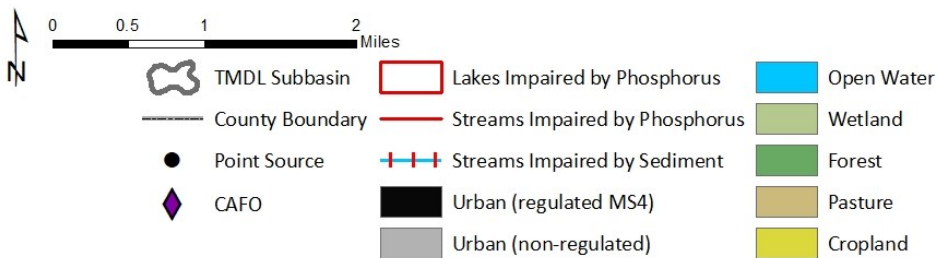 0 0.5 1 2
Miles
N
TMDL Subbasin
County Boundary
Point Source
CAFO
Lakes Impaired by Phosphorus
Streams Impaired by Phosphorus
Streams Impaired by Sediment
Urban (regulated MS4)
Urban (non-regulated)
Open Water
Wetland
Forest
Pasture
Cropland